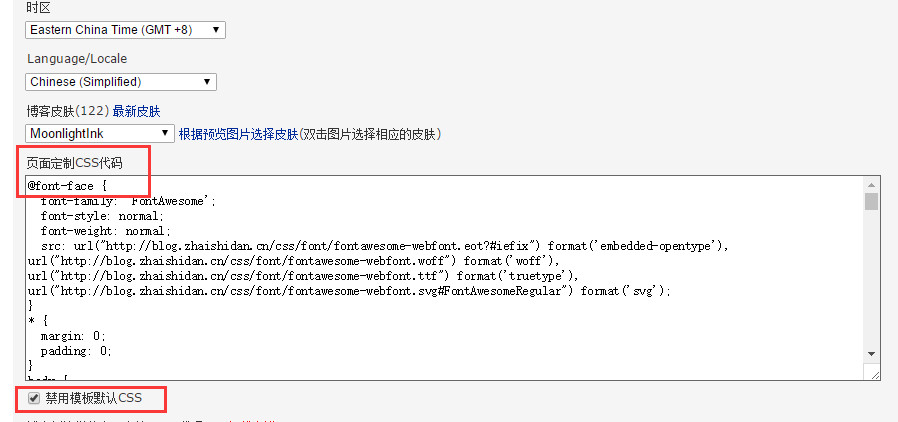 时区
Eastern China Time (GMT +8)
Language/Locale
Chinese (Simplified)
博客皮肤(122) 最新皮肤
MoonlightInk 根据预览图片选择皮肤(双击图片选择相应的皮肤)
页面定制CSS代码
@font-face {
font-family: 'FontAwesome';
font-style: normal;
font-weight: normal;
src: url("http://blog.zhaishidan.cn/css/font/fontawesome-webfont.eot?#iefix") format('embedded-opentype'),
url("http://blog.zhaishidan.cn/css/font/fontawesome-webfont.woff") format('woff'),
url("http://blog.zhaishidan.cn/css/font/fontawesome-webfont.ttf") format('truetype'),
url("http://blog.zhaishidan.cn/css/font/fontawesome-webfont.svg#FontAwesomeRegular") format('svg');
}
* {
margin: 0;
padding: 0;
}
body {
禁用模板默认CSS